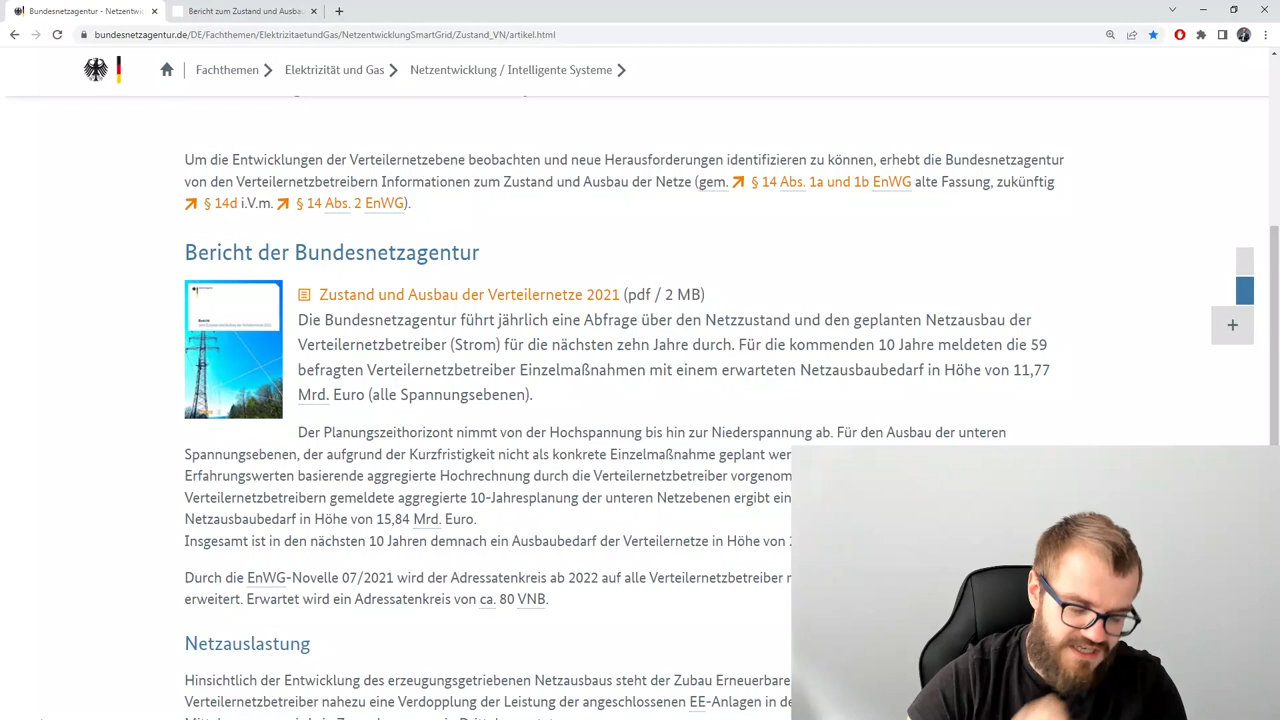 Bundesnetzagentur - Netzentwic
Bericht zum Zustand und Ausbau
bundesnetzagentur.de/DE/Fachthemen/ElektrizitaetundGas/NetzentwicklungSmartGrid/Zustand_VN/artikel.html
Fachthemen
Elektrizität und Gas
Netzentwicklung / Intelligente Systeme
Um die Entwicklungen der Verteilernetzebene beobachten und neue Herausforderungen identifizieren zu können, erhebt die Bundesnetzagentur
von den Verteilernetzbetreibern Informationen zum Zustand und Ausbau der Netze (gem. § 14 Abs. 1a und 1b EnWG alte Fassung, zukünftig
§ 14d i.V.m. § 14 Abs. 2 EnWG).
Bericht der Bundesnetzagentur
Zustand und Ausbau der Verteilernetze 2021 (pdf / 2 MB)
Die Bundesnetzagentur führt jährlich eine Abfrage über den Netzzustand und den geplanten Netzausbau der
Verteilernetzbetreiber (Strom) für die nächsten zehn Jahre durch. Für die kommenden 10 Jahre meldeten die 59
befragten Verteilernetzbetreiber Einzelmaßnahmen mit einem erwarteten Netzausbaubedarf in Höhe von 11,77
Mrd. Euro (alle Spannungsebenen).
Der Planungszeithorizont nimmt von der Hochspannung bis hin zur Niederspannung ab. Für den Ausbau der unteren
Spannungsebenen, der aufgrund der Kurzfristigkeit nicht als konkrete Einzelmaßnahme geplant wer
Erfahrungswerten basierende aggregierte Hochrechnung durch die Verteilernetzbetreiber vorgenom
Verteilernetzbetreibern gemeldete aggregierte 10-Jahresplanung der unteren Netzebenen ergibt ein
Netzausbaubedarf in Höhe von 15,84 Mrd. Euro.
Insgesamt ist in den nächsten 10 Jahren demnach ein Ausbaubedarf der Verteilernetze in Höhe von
Durch die EnWG-Novelle 07/2021 wird der Adressatenkreis ab 2022 auf alle Verteilernetzbetreiber
erweitert. Erwartet wird ein Adressatenkreis von ca. 80 VNB.
Netzauslastung
Hinsichtlich der Entwicklung des erzeugungsgetriebenen Netzausbaus steht der Zubau Erneuerbare
Verteilernetzbetreiber nahezu eine Verdopplung der Leistung der angeschlossenen EE-Anlagen in de